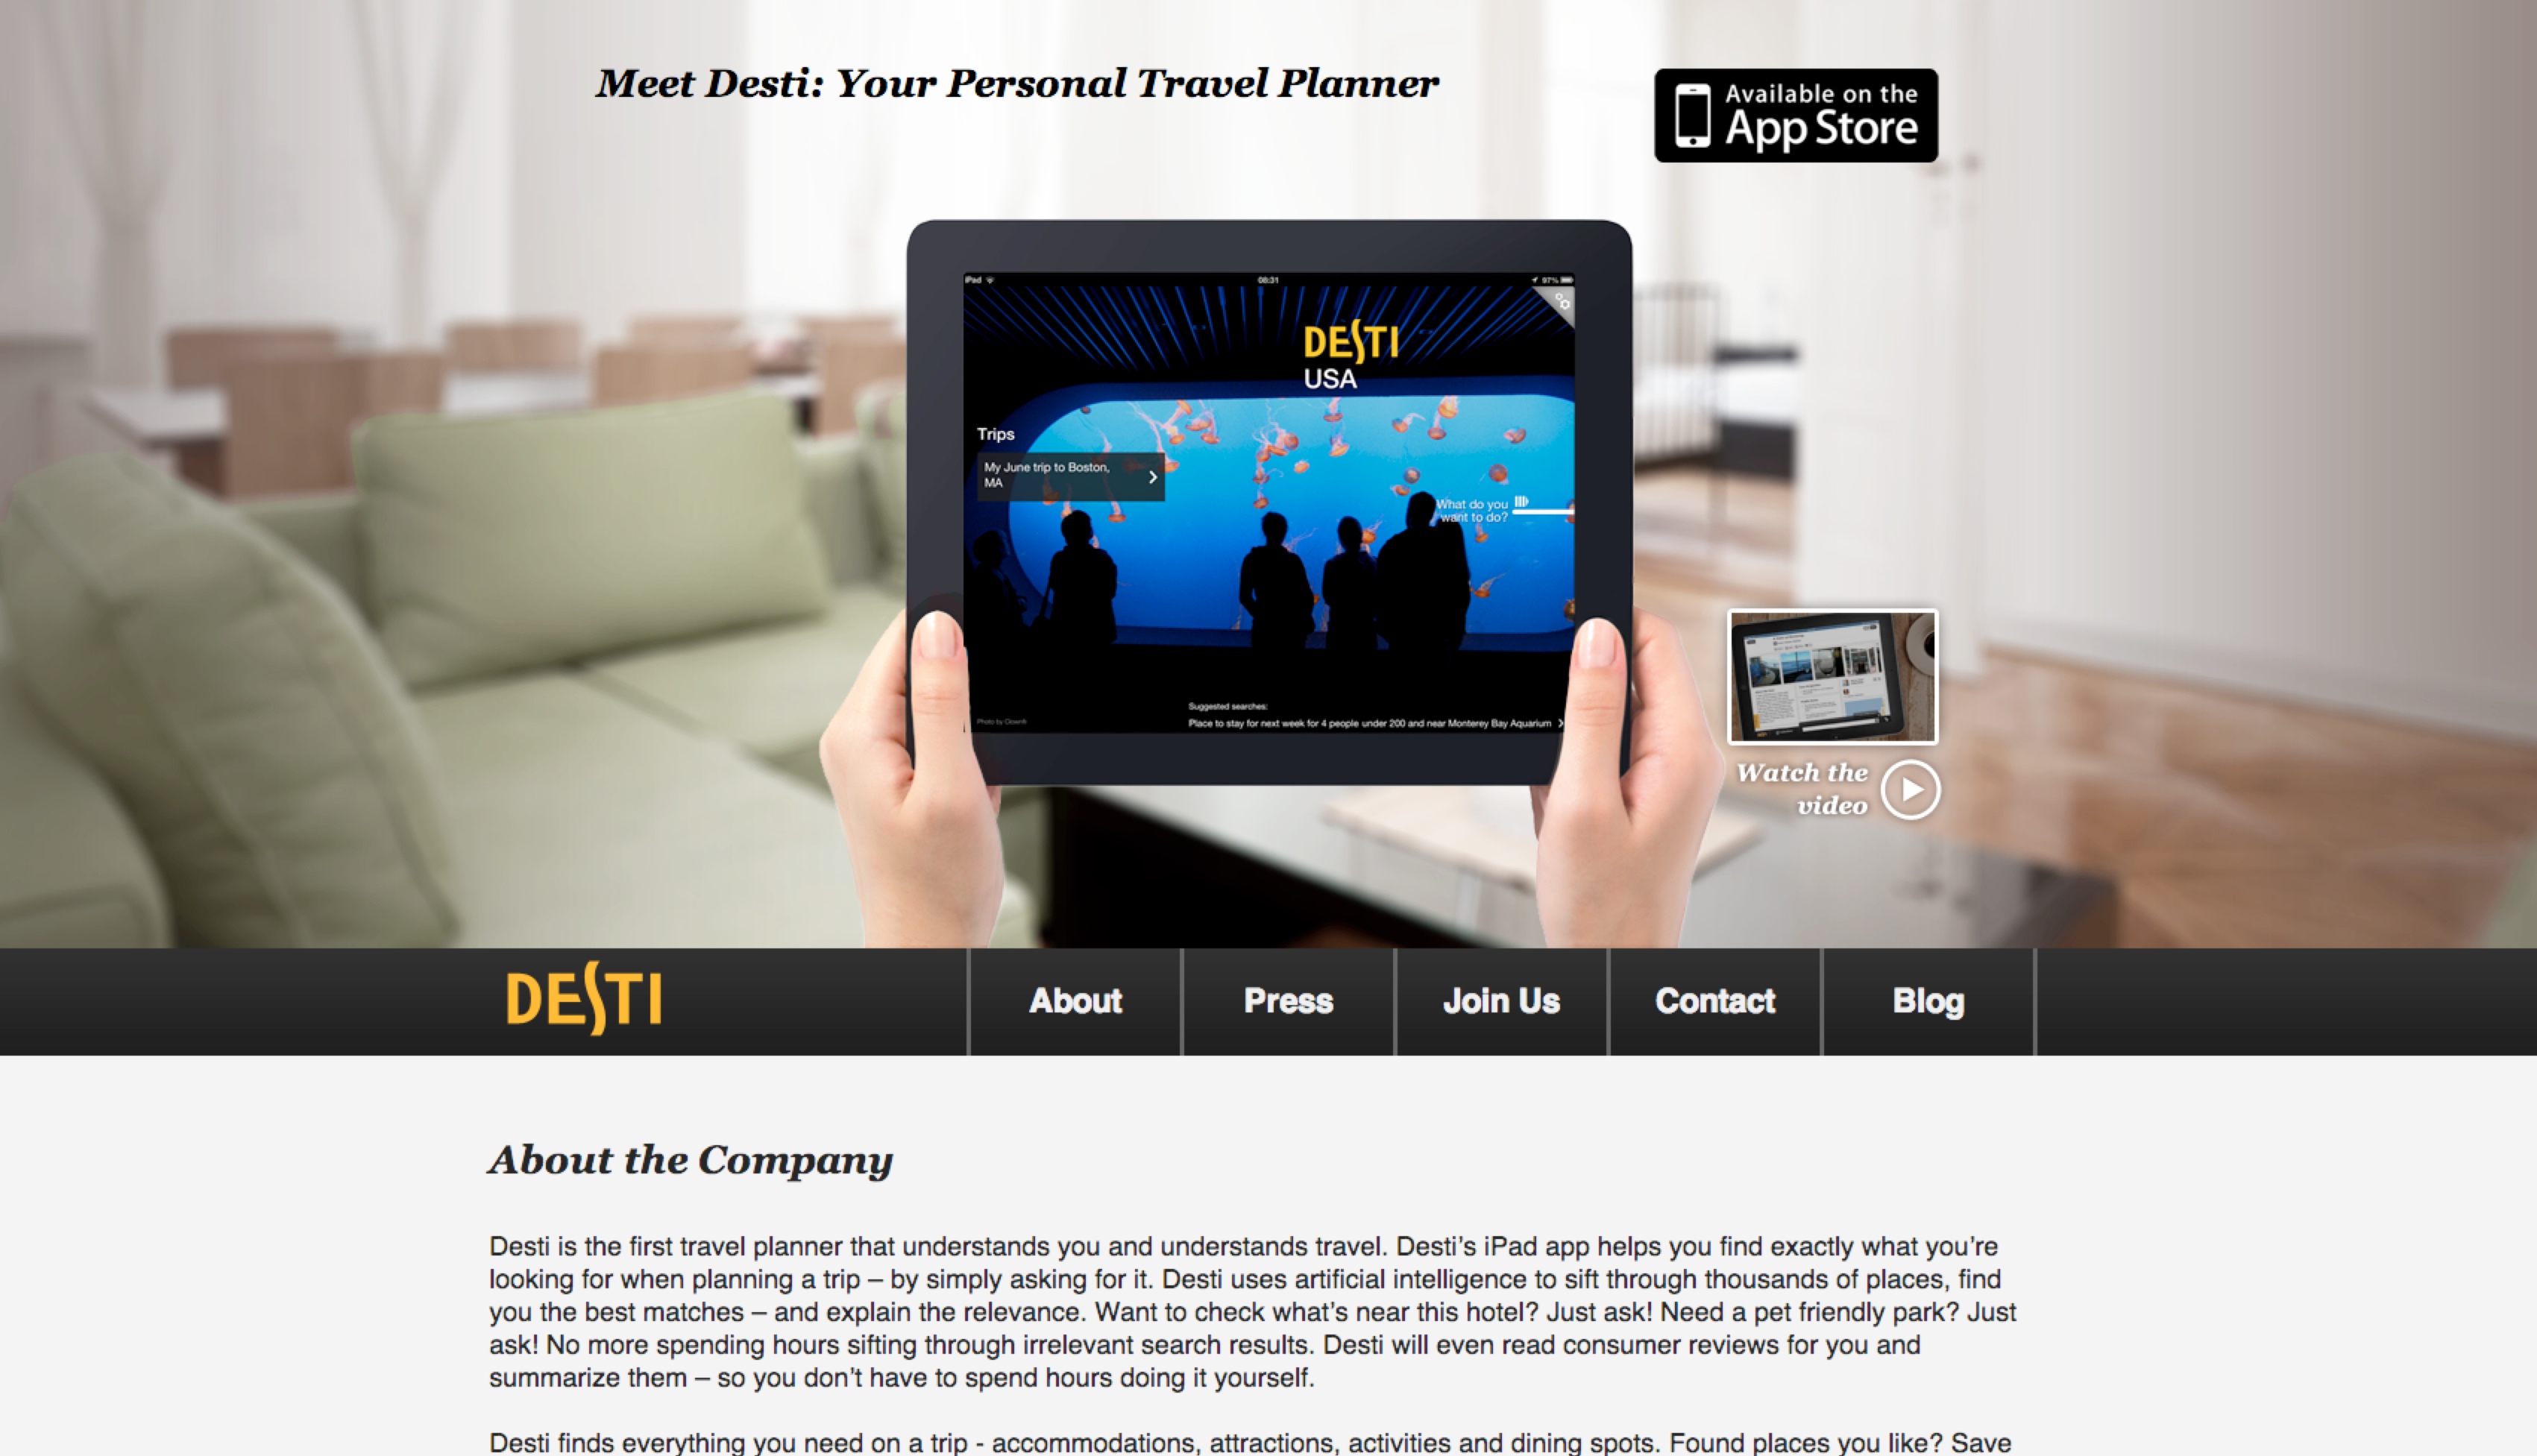 Meet Desti: Your Personal Travel Planner
Available on the
App Store
iPad
08:31
97%
DESTI
USA
Trips
My June trip to Boston,
MA
What do you
want to do?
Suggested searches:
Place to stay for next week for 4 people under 200 and near Monterey Bay Aquarium
Photo by
Watch the
video
DESTI
About
Press
Join Us
Contact
Blog
About the Company
Desti is the first travel planner that understands you and understands travel. Desti's iPad app helps you find exactly what you're
looking for when planning a trip – by simply asking for it. Desti uses artificial intelligence to sift through thousands of places, find
you the best matches – and explain the relevance. Want to check what's near this hotel? Just ask! Need a pet friendly park? Just
ask! No more spending hours sifting through irrelevant search results. Desti will even read consumer reviews for you and
summarize them – so you don't have to spend hours doing it yourself.
Desti finds everything you need on a trip - accommodations, attractions, activities and dining spots. Found places you like? Save